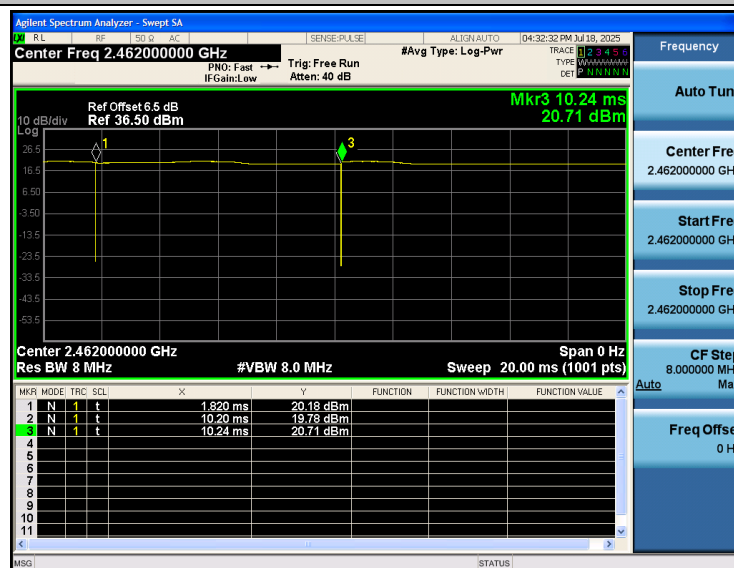 Agilent Spectrum Analyzer - Swept SA
LXI RL RF 50 Ω AC SENSE:PULSE ALIGN AUTO 04:32:32 PM Jul 18, 2025
Center Freq 2.462000000 GHz
PNO: Fast
IFGain:Low
Trig: Free Run
Atten: 40 dB
#Avg Type: Log-Pwr
TRACE 1 2 3 4 5 6
TYPE W
DET P N N N N N
Ref Offset 6.5 dB
Ref 36.50 dBm
10 dB/div
Log
Mkr3 10.24 ms
20.71 dBm
1
3
26.5
16.5
6.50
-3.50
-13.5
-23.5
-33.5
-43.5
-53.5
Center 2.462000000 GHz Span 0 Hz
Res BW 8 MHz #VBW 8.0 MHz Sweep 20.00 ms (1001 pts)
MKR MODE TRC SCL X Y FUNCTION FUNCTION WIDTH FUNCTION VALUE
1 N 1 t 1.820 ms 20.18 dBm
2 N 1 t 10.20 ms 19.78 dBm
3 N 1 t 10.24 ms 20.71 dBm
4
5
6
7
8
9
10
11
MSG STATUS
Frequency
Auto Tun
Center Fre
2.462000000 GH
Start Fre
2.462000000 GH
Stop Fre
2.462000000 GH
CF Ste
8.000000 MH
Auto Ma
Freq Offse
0 H